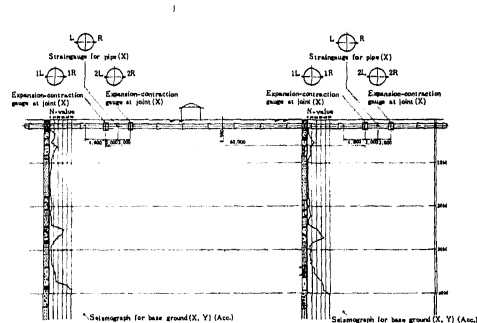 L R
L R
Straingauge for pipe (X)
Straingauge for pipe (X)
1L 1R 2L 2R
1L 1R 2L 2R
Expansion-contraction
gauge at joint (X)
Expansion-contraction
gauge at joint (X)
Expansion-contraction
gauge at joint (X)
Expansion-contraction
gauge at joint (X)
N-value
N-value
60,000
Seismograph for base ground (X, Y) (Acc.)
Seismograph for base ground (X, Y) (Acc.)